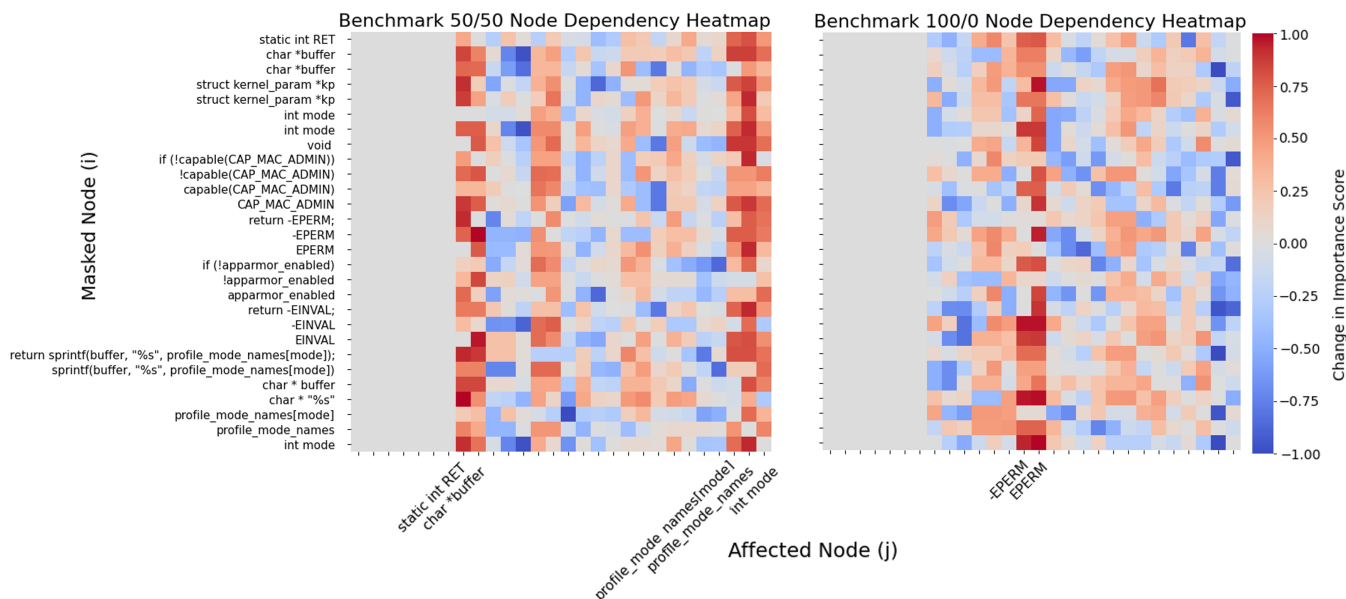 Benchmark 50/50 Node Dependency Heatmap
Benchmark 100/0 Node Dependency Heatmap
Masked Node (i)
static int RET
char *buffer
char *buffer
struct kernel_param *kp
struct kernel_param *kp
int mode
int mode
void
if (!capable(CAP_MAC_ADMIN))
!capable(CAP_MAC_ADMIN)
capable(CAP_MAC_ADMIN)
CAP_MAC_ADMIN
return -EPERM;
-EPERM
EPERM
if (!apparmor_enabled)
!apparmor_enabled
apparmor_enabled
return -EINVAL;
-EINVAL
EINVAL
return sprintf(buffer, "%s", profile_mode_names[mode]);
sprintf(buffer, "%s", profile_mode_names[mode])
char * buffer
char * "%s"
profile_mode_names[mode]
profile_mode_names
int mode
static int RET
char *buffer
profile_mode_names[mode]
profile_mode_names
int mode
-EPERM
EPERM
Affected Node (j)
1.00
0.75
0.50
0.25
0.00
−0.25
−0.50
−0.75
−1.00
Change in Importance Score